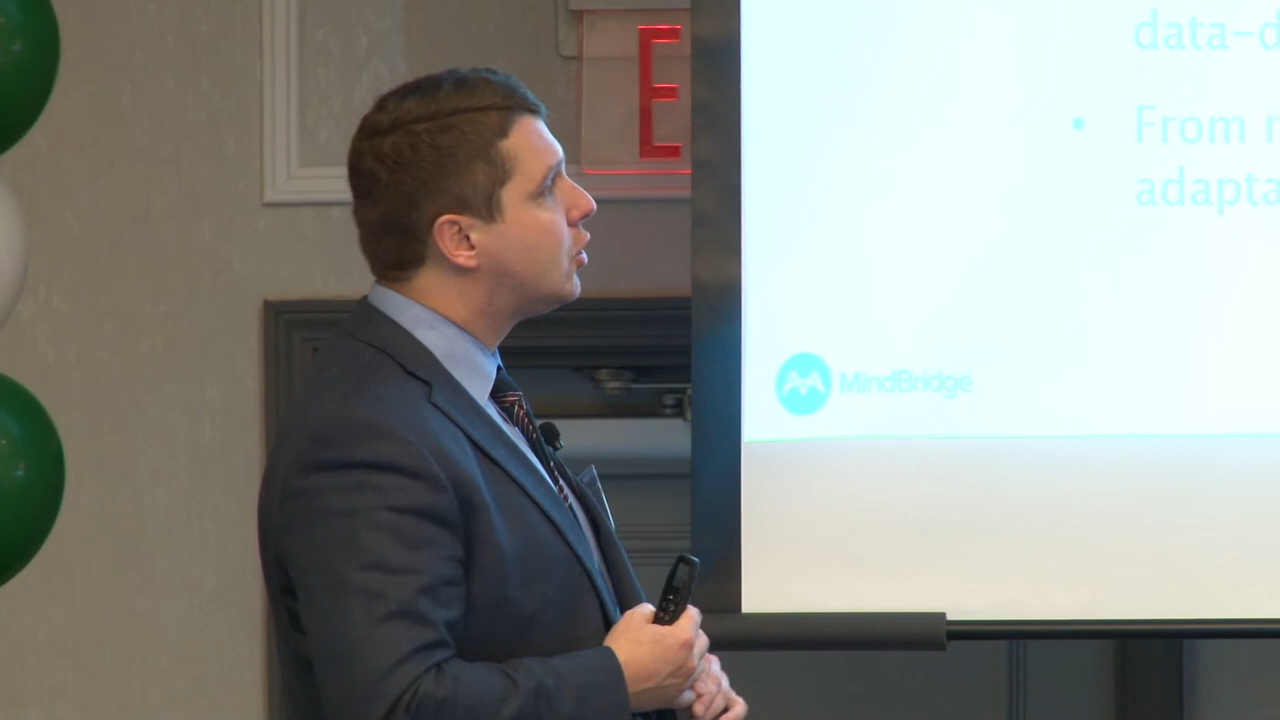 E
data-d
• From r
adapta
MindBridge